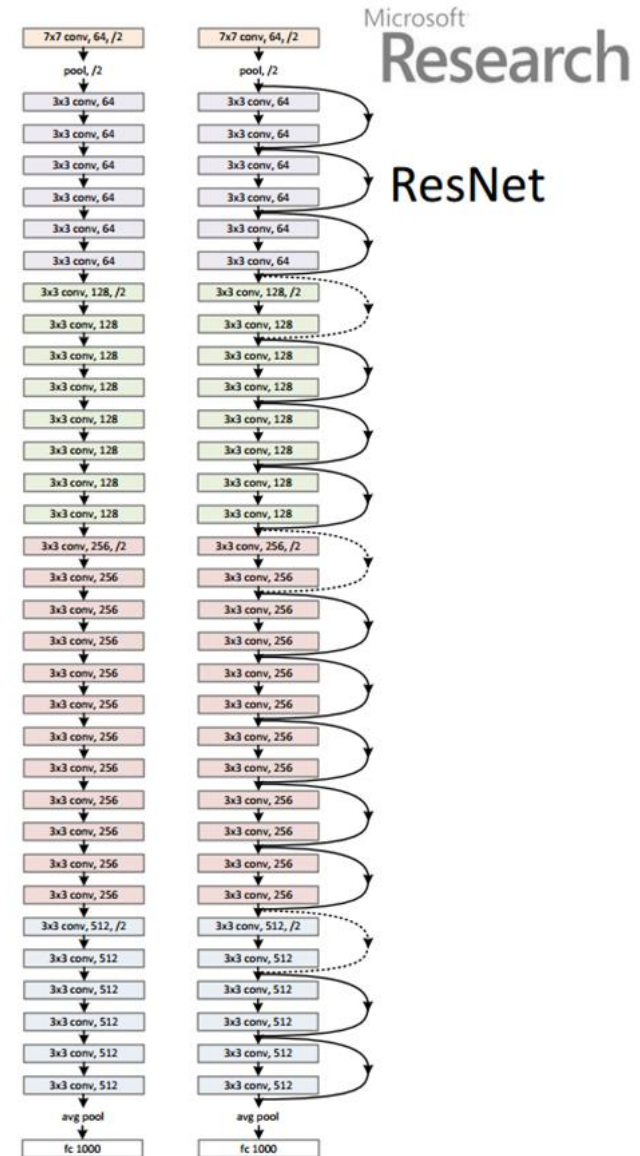 Microsoft
Research
ResNet
7x7 conv, 64, /2
pool, /2
3x3 conv, 64
3x3 conv, 64
3x3 conv, 64
3x3 conv, 64
3x3 conv, 64
3x3 conv, 64
3x3 conv, 128, /2
3x3 conv, 128
3x3 conv, 128
3x3 conv, 128
3x3 conv, 128
3x3 conv, 128
3x3 conv, 128
3x3 conv, 128
3x3 conv, 256, /2
3x3 conv, 256
3x3 conv, 256
3x3 conv, 256
3x3 conv, 256
3x3 conv, 256
3x3 conv, 256
3x3 conv, 256
3x3 conv, 256
3x3 conv, 256
3x3 conv, 256
3x3 conv, 256
3x3 conv, 512, /2
3x3 conv, 512
3x3 conv, 512
3x3 conv, 512
3x3 conv, 512
3x3 conv, 512
avg pool
fc 1000
7x7 conv, 64, /2
pool, /2
3x3 conv, 64
3x3 conv, 64
3x3 conv, 64
3x3 conv, 64
3x3 conv, 64
3x3 conv, 64
3x3 conv, 128, /2
3x3 conv, 128
3x3 conv, 128
3x3 conv, 128
3x3 conv, 128
3x3 conv, 128
3x3 conv, 128
3x3 conv, 128
3x3 conv, 256, /2
3x3 conv, 256
3x3 conv, 256
3x3 conv, 256
3x3 conv, 256
3x3 conv, 256
3x3 conv, 256
3x3 conv, 256
3x3 conv, 256
3x3 conv, 256
3x3 conv, 256
3x3 conv, 256
3x3 conv, 512, /2
3x3 conv, 512
3x3 conv, 512
3x3 conv, 512
3x3 conv, 512
3x3 conv, 512
avg pool
fc 1000